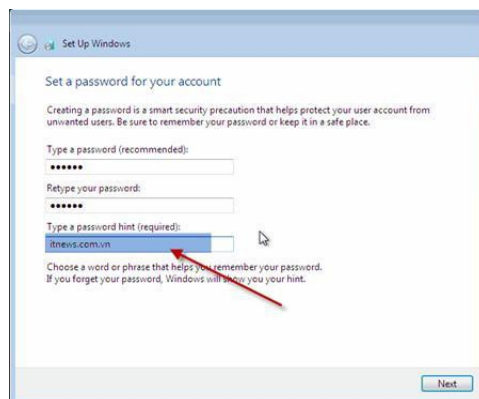 Set Up Windows
Set a password for your account
Creating a password is a smart security precaution that helps protect your user account from
unwanted users. Be sure to remember your password or keep it in a safe place.
Type a password (recommended):
••••••
Retype your password:
••••••
Type a password hint (required):
itnews.com.vn
Choose a word or phrase that helps you remember your password.
If you forget your password, Windows will show you your hint.
Next